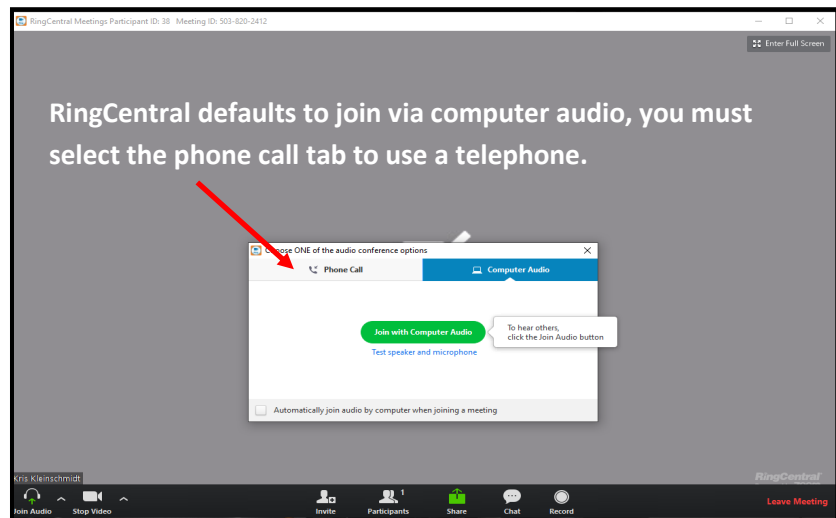 RingCentral Meetings Participant ID: 38 Meeting ID: 503-820-2412
Enter Full Screen
RingCentral defaults to join via computer audio, you must
select the phone call tab to use a telephone.
Choose ONE of the audio conference options
Phone Call
Computer Audio
Join with Computer Audio
To hear others,
click the Join Audio button
Test speaker and microphone
Automatically join audio by computer when joining a meeting
Kris Kleinschmidt
RingCentral
Join Audio
Stop Video
Invite
1
Participants
Share
Chat
Record
Leave Meeting